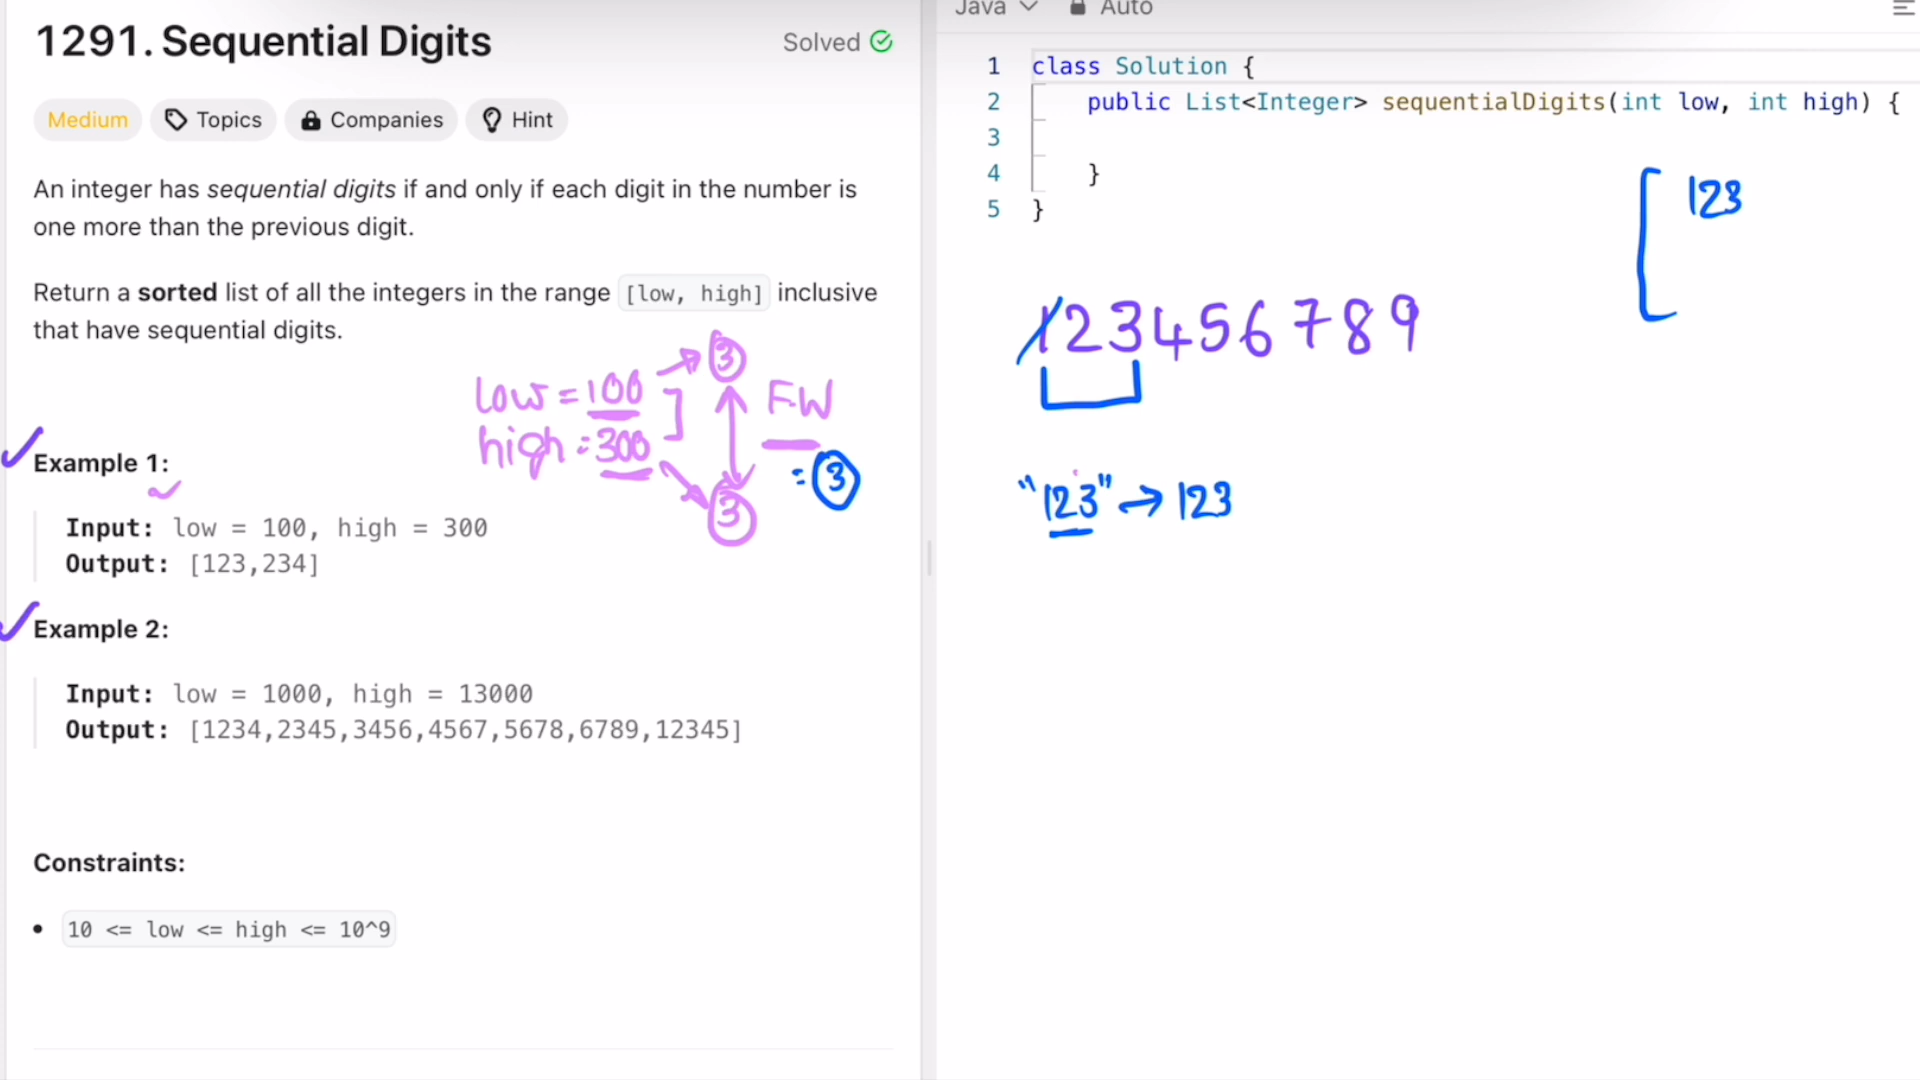 1291. Sequential Digits
Solved
Medium
Topics
Companies
Hint
An integer has sequential digits if and only if each digit in the number is
one more than the previous digit.
Return a sorted list of all the integers in the range [low, high] inclusive
that have sequential digits.
low = 100
high = 300
3
3
F.W
= 3
Example 1:
Input: low = 100, high = 300
Output: [123,234]
Example 2:
Input: low = 1000, high = 13000
Output: [1234,2345,3456,4567,5678,6789,12345]
Constraints:
• 10 <= low <= high <= 10^9
Java
Auto
1 class Solution {
2 public List<Integer> sequentialDigits(int low, int high) {
3
4 }
5 }
[ 123
123456789
"123" → 123